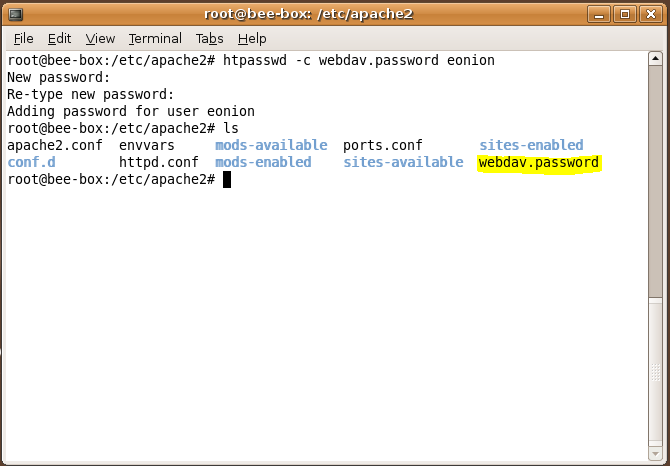 root@bee-box: /etc/apache2
File Edit View Terminal Tabs Help
root@bee-box:/etc/apache2# htpasswd -c webdav.password eonion
New password:
Re-type new password:
Adding password for user eonion
root@bee-box:/etc/apache2# ls
apache2.conf envvars mods-available ports.conf sites-enabled
conf.d httpd.conf mods-enabled sites-available webdav.password
root@bee-box:/etc/apache2#